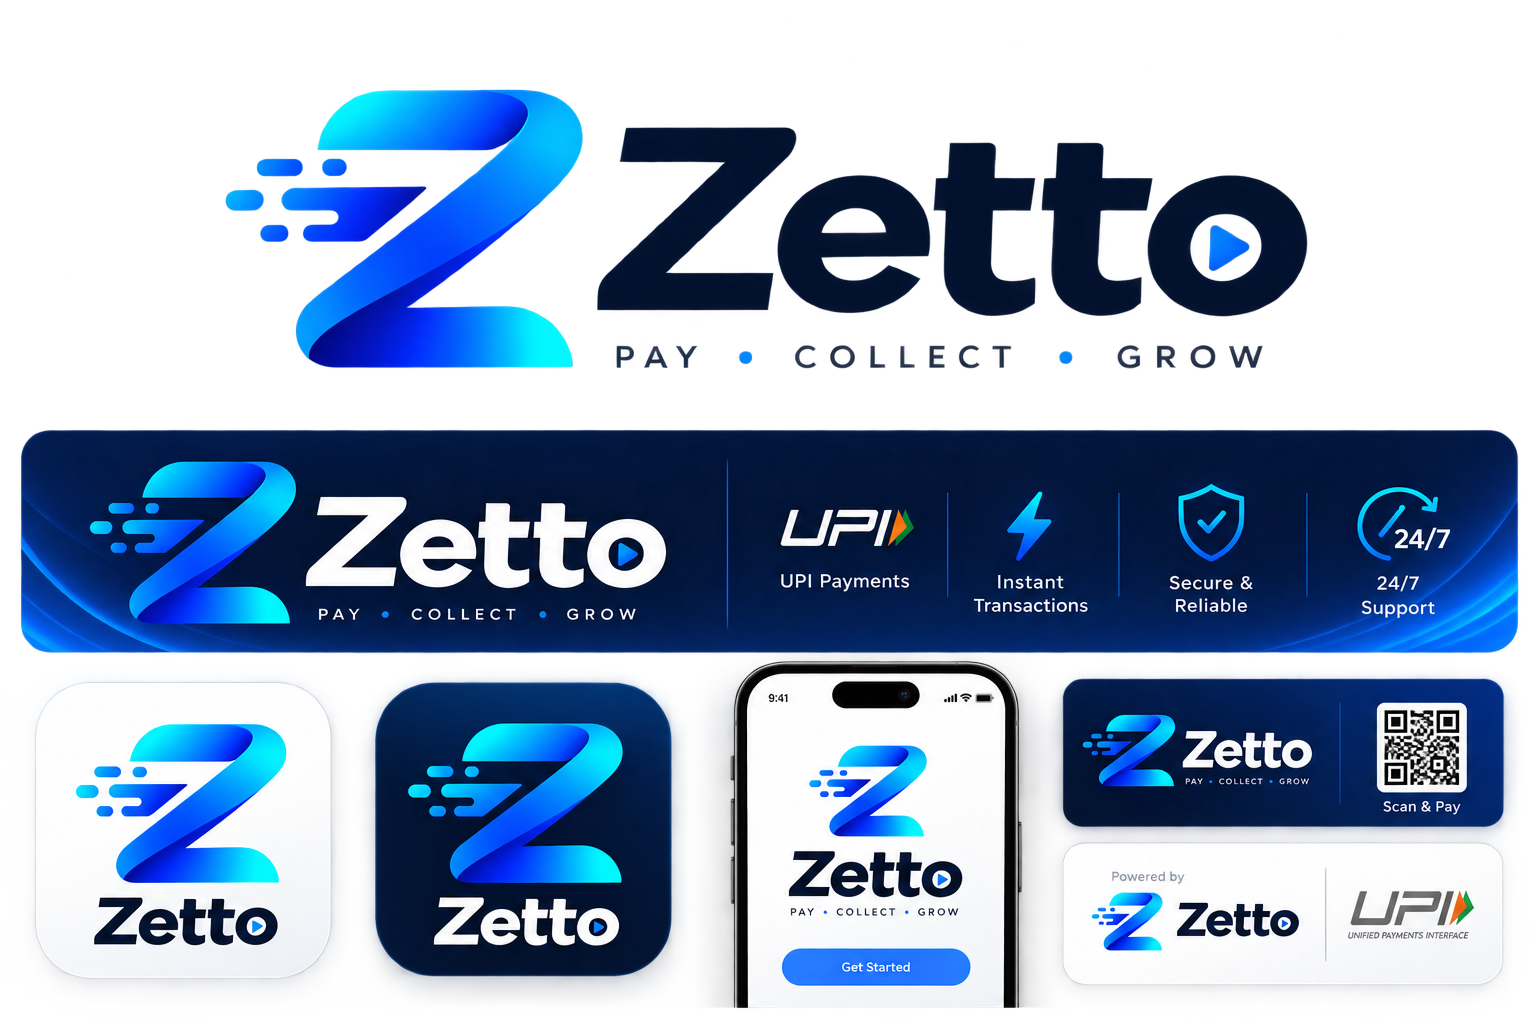 Zetto
PAY • COLLECT • GROW
Zetto
PAY • COLLECT • GROW
UPI
UPI Payments
Instant
Transactions
Secure &
Reliable
24/7
24/7
Support
Zetto
Zetto
9:41
Zetto
PAY • COLLECT • GROW
Get Started
Zetto
PAY • COLLECT • GROW
Scan & Pay
Powered by
Zetto
UPI
UNIFIED PAYMENTS INTERFACE